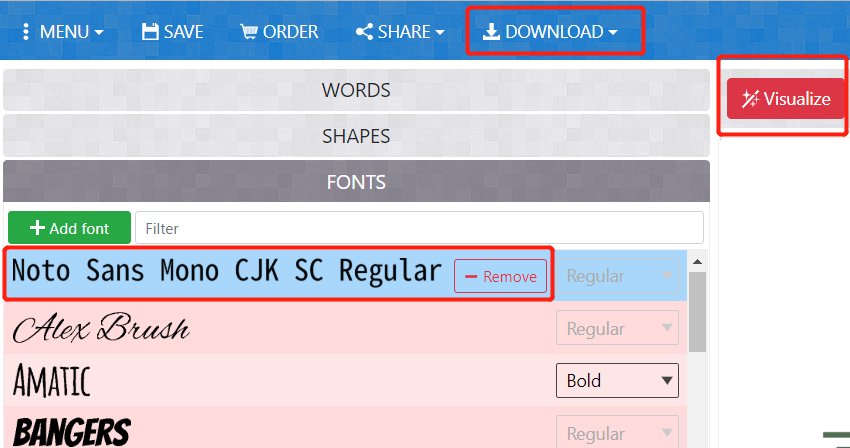 MENU SAVE ORDER SHARE DOWNLOAD
WORDS
Visualize
SHAPES
FONTS
Add font Filter
Noto Sans Mono CJK SC Regular Remove Regular
Alex Brush Regular
Amatic Bold
BANGERS Regular